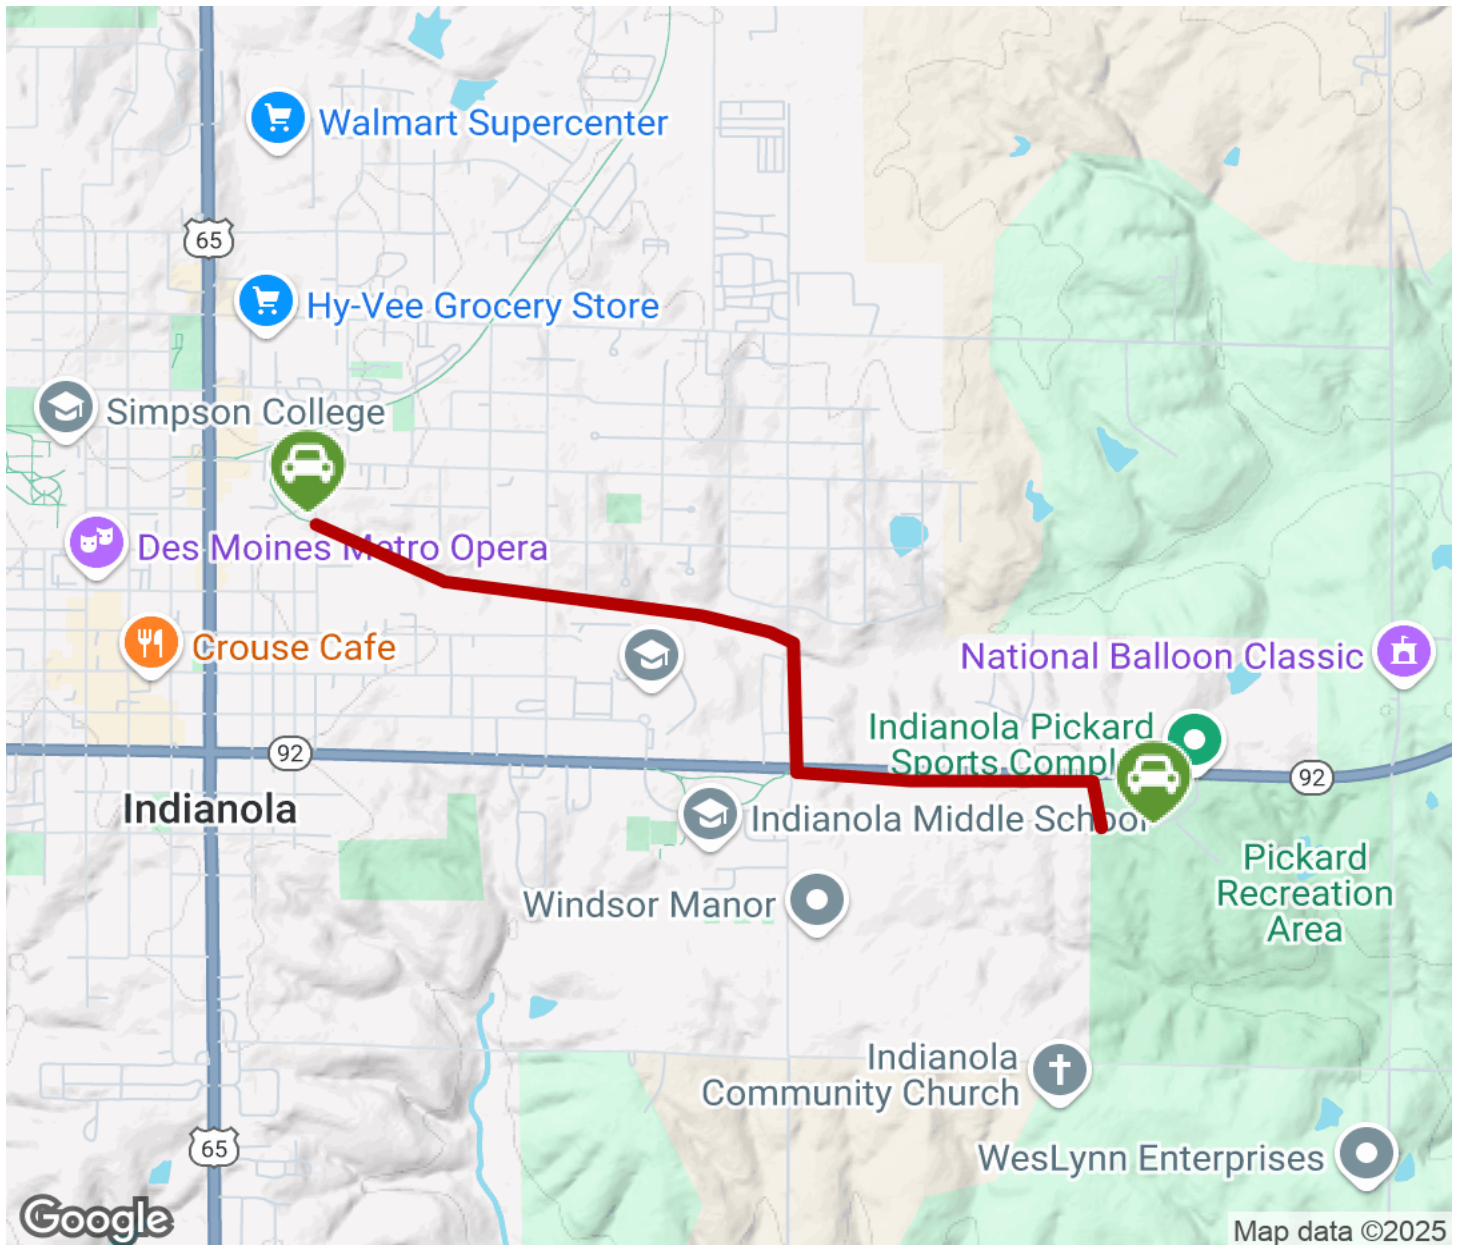 Walmart Supercenter
65
Hy-Vee Grocery Store
Simpson College
Des Moines Metro Opera
Crouse Cafe
National Balloon Classic
Indianola Pickard
Sports Compl
92
92
Indianola
Indianola Middle School
Pickard
Recreation
Area
Windsor Manor
Indianola
Community Church
65
WesLynn Enterprises
Google
Map data ©2025